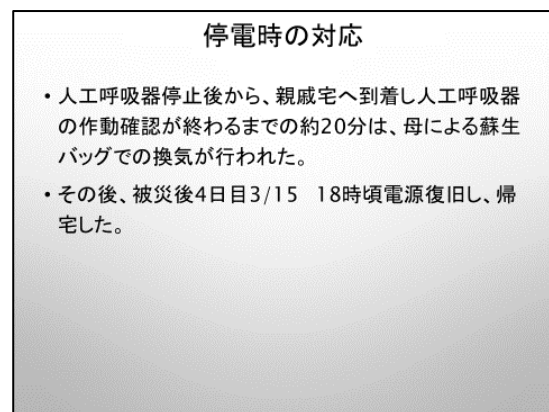 停電時の対応
・人工呼吸器停止後から、親戚宅へ到着し人工呼吸器
の作動確認が終わるまでの約20分は、母による蘇生
バッグでの換気が行われた。
・その後、被災後4日目3/15　18時頃電源復旧し、帰
宅した。